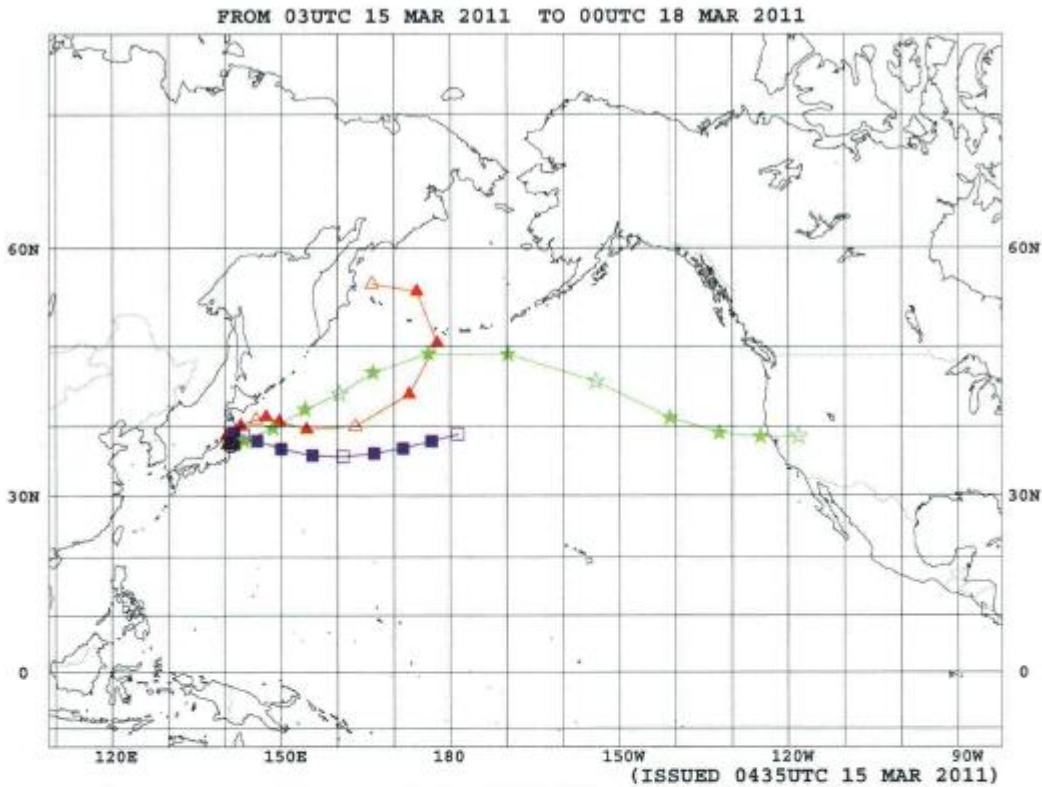 FROM 03UTC 15 MAR 2011 TO 00UTC 18 MAR 2011
60N 60N
30N 30N
0 0
120E 150E 180 150W 120W 90W
(ISSUED 0435UTC 15 MAR 2011)